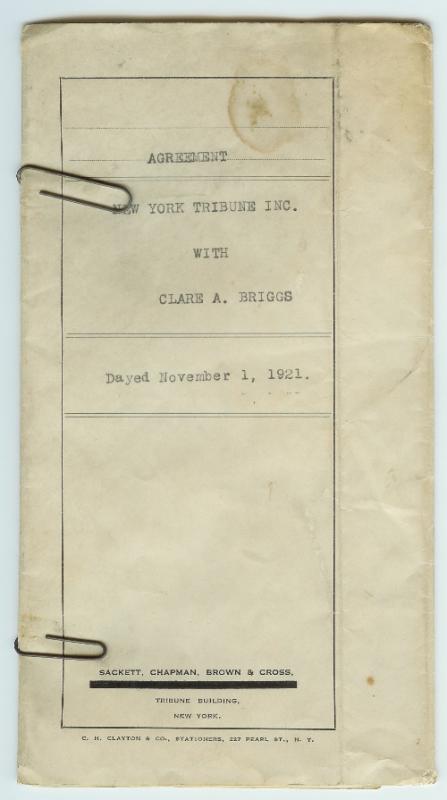 AGREEMENT
NEW YORK TRIBUNE INC.
WITH
CLARE A. BRIGGS
Dayed November 1, 1921.
SACKETT, CHAPMAN, BROWN & CROSS,
TRIBUNE BUILDING,
NEW YORK.
C. H. CLAYTON & CO., STATIONERS, 227 PEARL ST., N. Y.